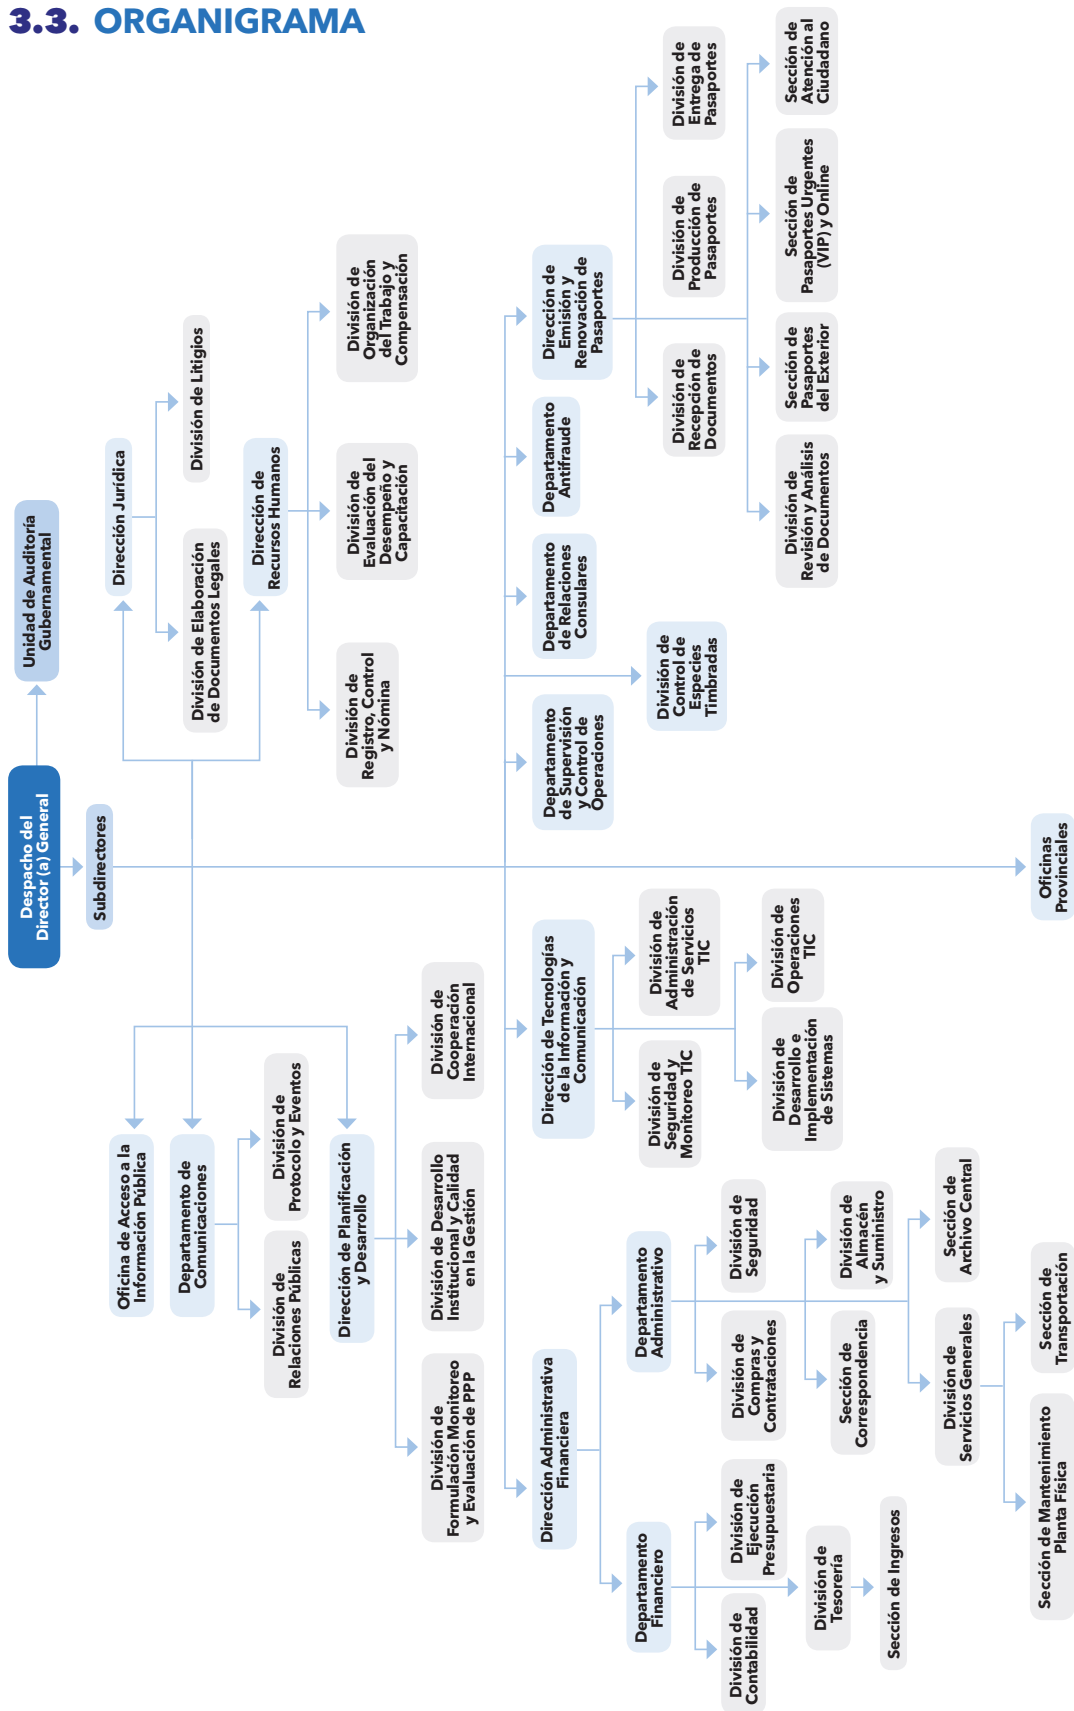 3.3. ORGANIGRAMA
Despacho del
Director (a) General
Unidad de Auditoría
Gubernamental
Subdirectores
Oficina de Acceso a la
Información Pública
Departamento de
Comunicaciones
División de
Relaciones Públicas
División de
Protocolo y Eventos
Dirección de Planificación
y Desarrollo
División de
Formulación Monitoreo
y Evaluación de PPP
División de Desarrollo
Institucional y Calidad
en la Gestión
División de
Cooperación
Internacional
Dirección Jurídica
División de Elaboración
de Documentos Legales
División de Litigios
Dirección de
Recursos Humanos
División de
Registro, Control
y Nómina
División de
Evaluación del
Desempeño y
Capacitación
División de
Organización
del Trabajo y
Compensación
Dirección Administrativa
Financiera
Departamento
Financiero
División de
Contabilidad
División de
Ejecución
Presupuestaria
División de
Tesorería
Sección de Ingresos
Departamento
Administrativo
División de
Compras y
Contrataciones
División de
Seguridad
Sección de
Correspondencia
División de
Almacén
y Suministro
División de
Servicios Generales
Sección de
Archivo Central
Sección de Mantenimiento
Planta Física
Sección de
Transportación
Dirección de Tecnologías
de la Información y
Comunicación
División de
Seguridad y
Monitoreo TIC
División de
Administración
de Servicios
TIC
División de
Desarrollo e
Implementación
de Sistemas
División de
Operaciones
TIC
Departamento
de Supervisión
y Control de
Operaciones
División de
Control de
Especies
Timbradas
Departamento
de Relaciones
Consulares
Departamento
Antifraude
Dirección de
Emisión y
Renovación de
Pasaportes
División de
Recepción de
Documentos
División de
Producción de
Pasaportes
División de
Entrega de
Pasaportes
División de
Revisión y Análisis
de Documentos
Sección de
Pasaportes
del Exterior
Sección de
Pasaportes Urgentes
(VIP) y Online
Sección de
Atención al
Ciudadano
Oficinas
Provinciales